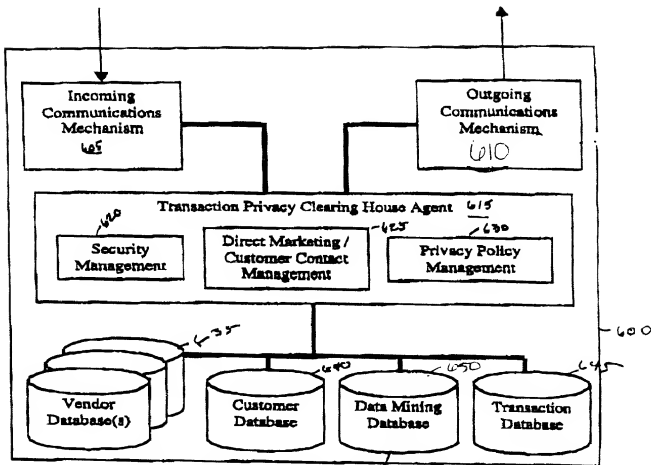 Incoming
Communications
Mechanism
605
Outgoing
Communications
Mechanism
610
Transaction Privacy Clearing House Agent 615
620
Security
Management
625
Direct Marketing /
Customer Contact
Management
630
Privacy Policy
Management
600
635
Vendor
Database(s)
640
Customer
Database
650
Data Mining
Database
645
Transaction
Database